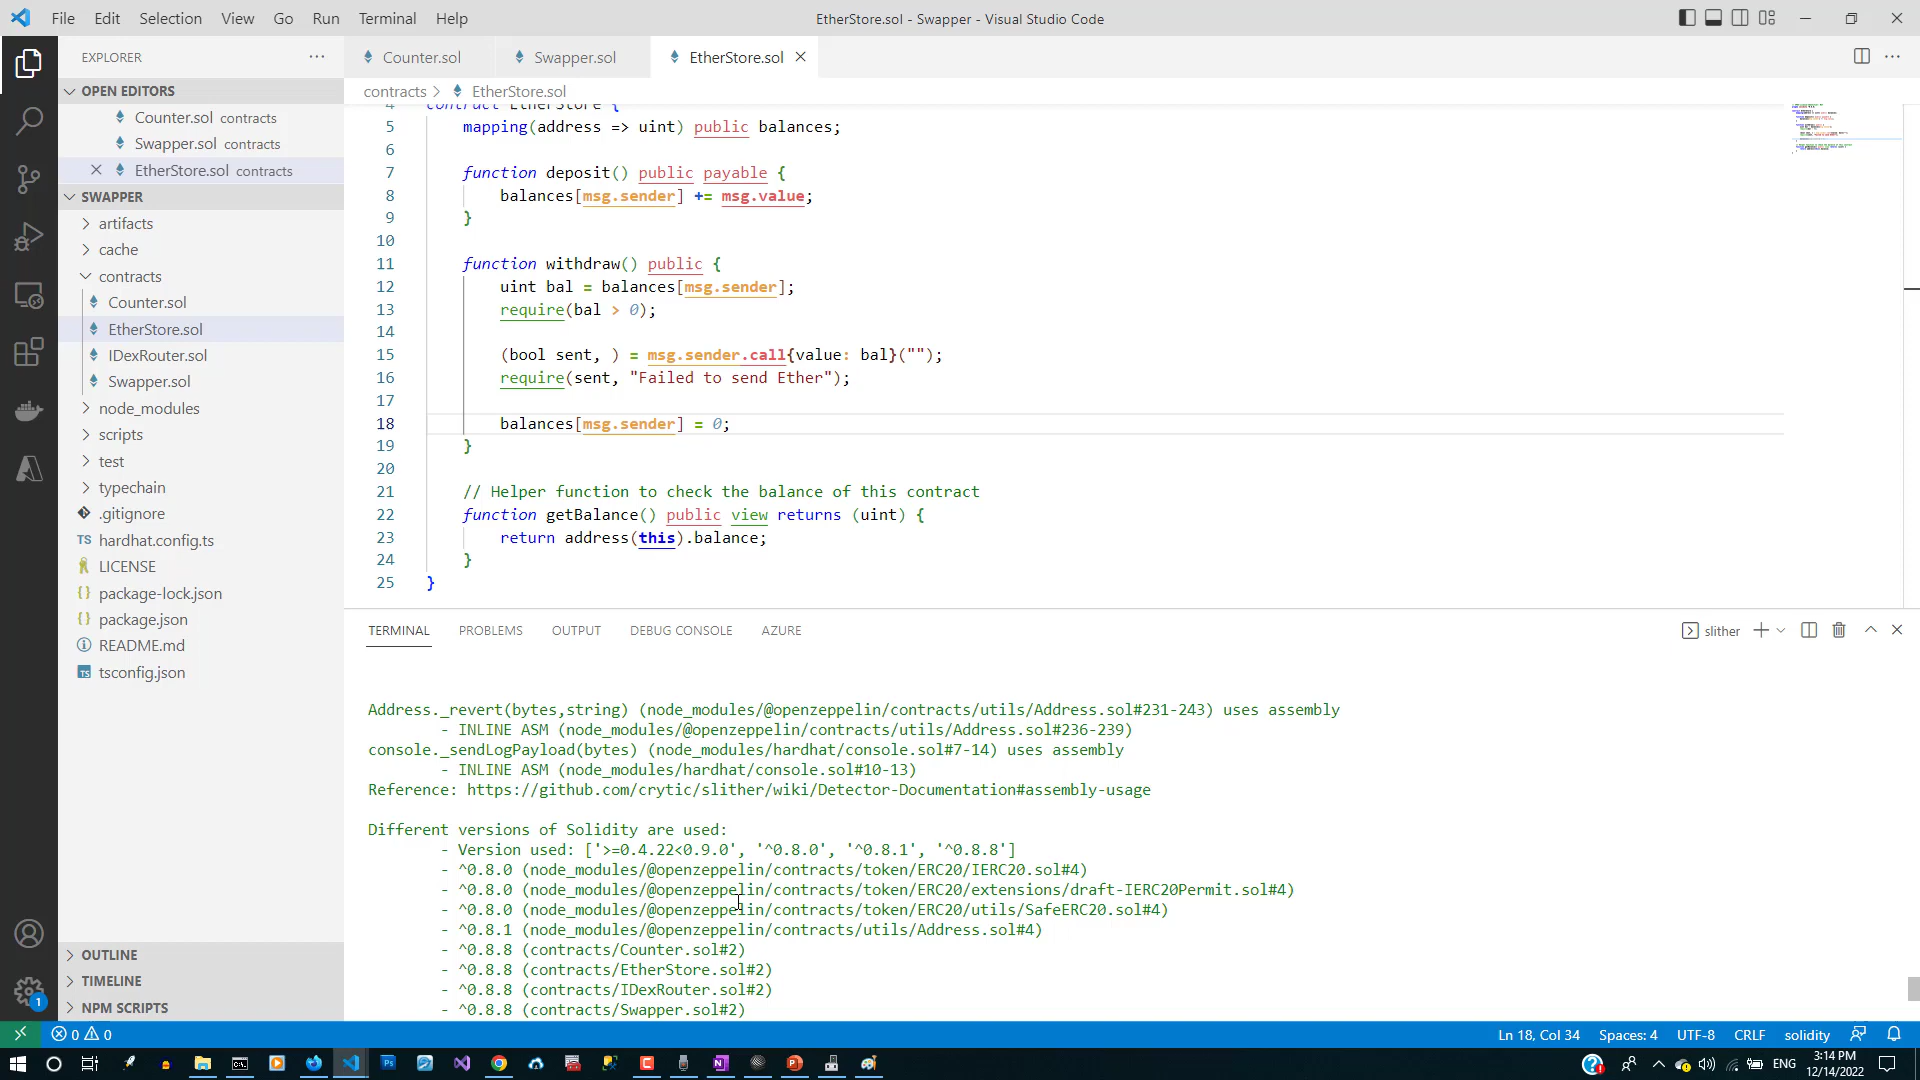 File Edit Selection View Go Run Terminal Help
EtherStore.sol - Swapper - Visual Studio Code
EXPLORER
OPEN EDITORS
Counter.sol contracts
Swapper.sol contracts
EtherStore.sol contracts
SWAPPER
artifacts
cache
contracts
Counter.sol
EtherStore.sol
IDexRouter.sol
Swapper.sol
node_modules
scripts
test
typechain
.gitignore
TS hardhat.config.ts
LICENSE
{} package-lock.json
{} package.json
README.md
TS tsconfig.json
OUTLINE
TIMELINE
NPM SCRIPTS
1
Counter.sol
Swapper.sol
EtherStore.sol
contracts > EtherStore.sol
4 contract EtherStore {
5 mapping(address => uint) public balances;
6
7 function deposit() public payable {
8 balances[msg.sender] += msg.value;
9 }
10
11 function withdraw() public {
12 uint bal = balances[msg.sender];
13 require(bal > 0);
14
15 (bool sent, ) = msg.sender.call{value: bal}("");
16 require(sent, "Failed to send Ether");
17
18 balances[msg.sender] = 0;
19 }
20
21 // Helper function to check the balance of this contract
22 function getBalance() public view returns (uint) {
23 return address(this).balance;
24 }
25 }
TERMINAL PROBLEMS OUTPUT DEBUG CONSOLE AZURE
slither
Address._revert(bytes,string) (node_modules/@openzeppelin/contracts/utils/Address.sol#231-243) uses assembly
- INLINE ASM (node_modules/@openzeppelin/contracts/utils/Address.sol#236-239)
console._sendLogPayload(bytes) (node_modules/hardhat/console.sol#7-14) uses assembly
- INLINE ASM (node_modules/hardhat/console.sol#10-13)
Reference: https://github.com/crytic/slither/wiki/Detector-Documentation#assembly-usage
Different versions of Solidity are used:
- Version used: ['>=0.4.22<0.9.0', '^0.8.0', '^0.8.1', '^0.8.8']
- ^0.8.0 (node_modules/@openzeppelin/contracts/token/ERC20/IERC20.sol#4)
- ^0.8.0 (node_modules/@openzeppelin/contracts/token/ERC20/extensions/draft-IERC20Permit.sol#4)
- ^0.8.0 (node_modules/@openzeppelin/contracts/token/ERC20/utils/SafeERC20.sol#4)
- ^0.8.1 (node_modules/@openzeppelin/contracts/utils/Address.sol#4)
- ^0.8.8 (contracts/Counter.sol#2)
- ^0.8.8 (contracts/EtherStore.sol#2)
- ^0.8.8 (contracts/IDexRouter.sol#2)
- ^0.8.8 (contracts/Swapper.sol#2)
0 0
Ln 18, Col 34 Spaces: 4 UTF-8 CRLF solidity
ENG
3:14 PM
12/14/2022